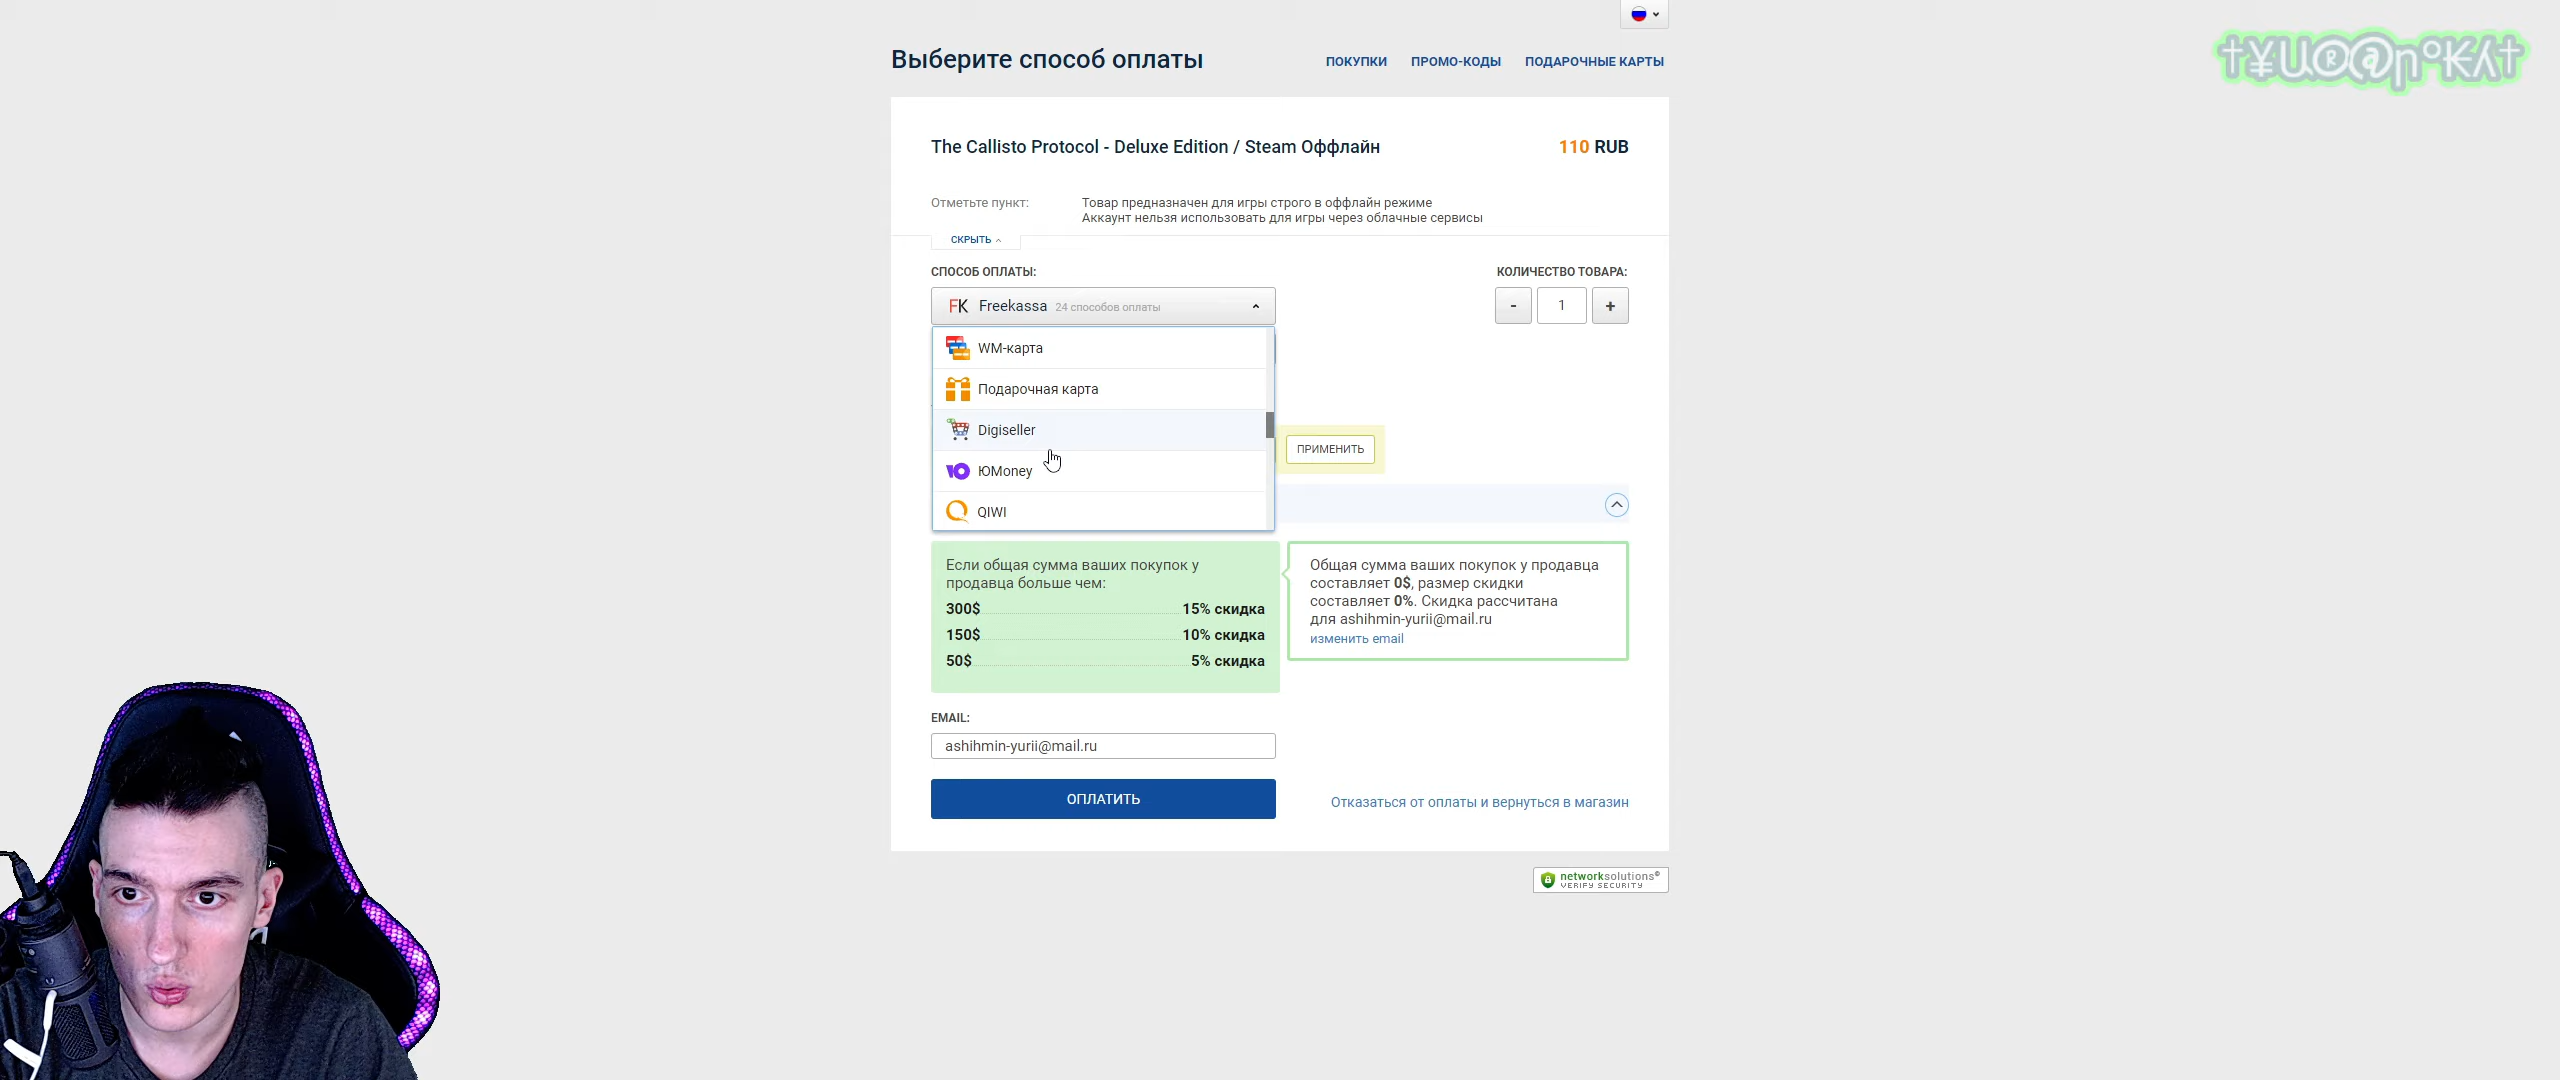 Выберите способ оплаты
ПОКУПКИ
ПРОМО-КОДЫ
ПОДАРОЧНЫЕ КАРТЫ
The Callisto Protocol - Deluxe Edition / Steam Оффлайн
110 RUB
Отметьте пункт:
Товар предназначен для игры строго в оффлайн режиме
Аккаунт нельзя использовать для игры через облачные сервисы
СКРЫТЬ
СПОСОБ ОПЛАТЫ:
КОЛИЧЕСТВО ТОВАРА:
FK Freekassa 24 способов оплаты
- 1 +
WM-карта
Подарочная карта
Digiseller
ЮMoney
QIWI
ПРИМЕНИТЬ
Если общая сумма ваших покупок у
продавца больше чем:
300$ 15% скидка
150$ 10% скидка
50$ 5% скидка
Общая сумма ваших покупок у продавца
составляет 0$, размер скидки
составляет 0%. Скидка рассчитана
для ashihmin-yurii@mail.ru
изменить email
EMAIL:
ashihmin-yurii@mail.ru
ОПЛАТИТЬ
Отказаться от оплаты и вернуться в магазин
networksolutions®
VERIFY SECURITY